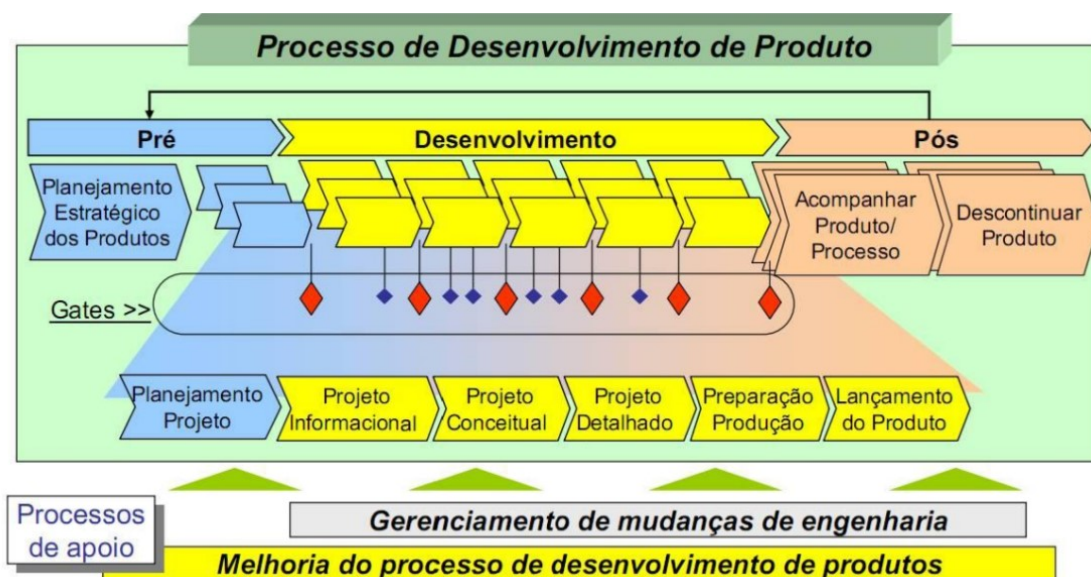 Processo de Desenvolvimento de Produto
Pré
Desenvolvimento
Pós
Planejamento
Estratégico
dos Produtos
Acompanhar
Produto/
Processo
Descontinuar
Produto
Gates >>
Planejamento
Projeto
Projeto
Informacional
Projeto
Conceitual
Projeto
Detalhado
Preparação
Produção
Lançamento
do Produto
Processos
de apoio
Gerenciamento de mudanças de engenharia
Melhoria do processo de desenvolvimento de produtos